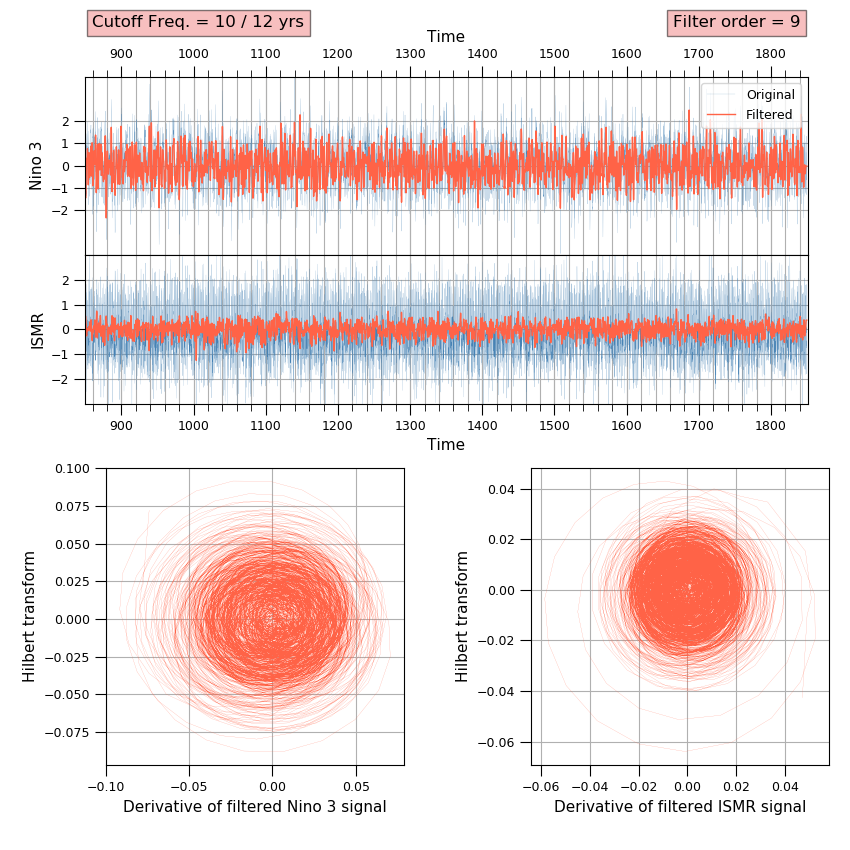 Cutoff Freq. = 10 / 12 yrs
Filter order = 9
Time
900 1000 1100 1200 1300 1400 1500 1600 1700 1800
Original
Filtered
Nino 3
2
1
0
−1
−2
ISMR
2
1
0
−1
−2
900 1000 1100 1200 1300 1400 1500 1600 1700 1800
Time
Hilbert transform
0.100
0.075
0.050
0.025
0.000
−0.025
−0.050
−0.075
−0.10 −0.05 0.00 0.05
Derivative of filtered Nino 3 signal
Hilbert transform
0.04
0.02
0.00
−0.02
−0.04
−0.06
−0.06 −0.04 −0.02 0.00 0.02 0.04
Derivative of filtered ISMR signal